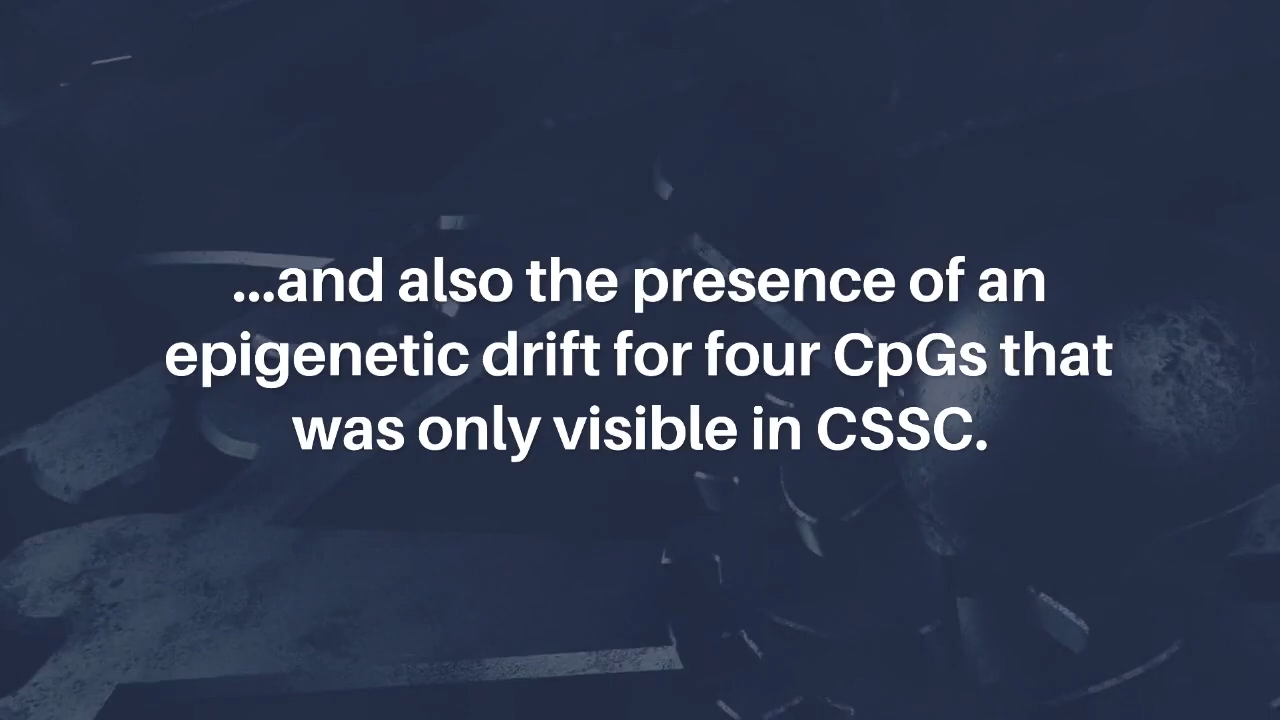 ...and also the presence of an
epigenetic drift for four CpGs that
was only visible in CSSC.